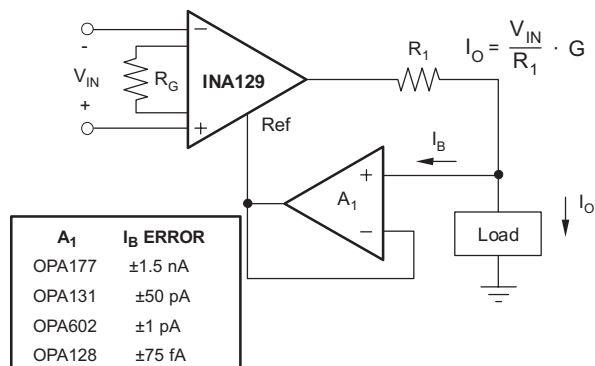 -
V_IN
+
−
R_G
INA129
+
Ref
R_1
I_O = V_IN / R_1 · G
I_B
+
A_1
−
Load
I_O
A_1 I_B ERROR
OPA177 ±1.5 nA
OPA131 ±50 pA
OPA602 ±1 pA
OPA128 ±75 fA